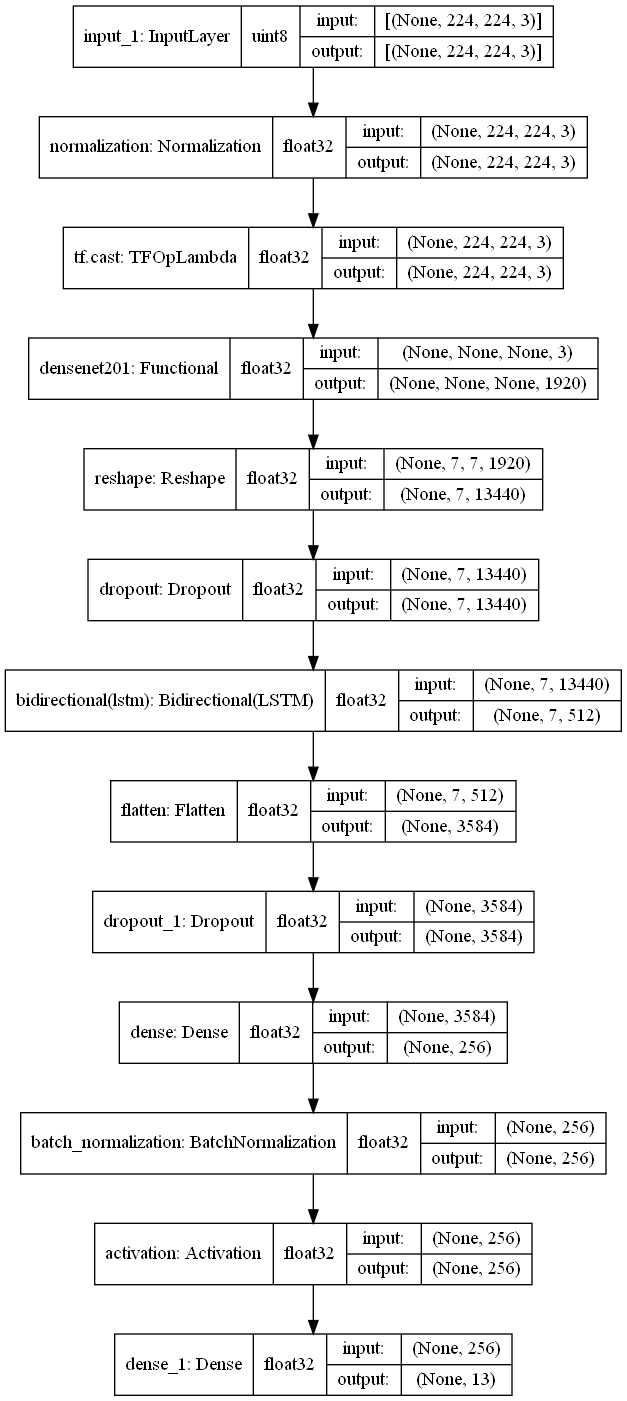 input_1: InputLayer uint8 input: [(None, 224, 224, 3)]
output: [(None, 224, 224, 3)]
normalization: Normalization float32 input: (None, 224, 224, 3)
output: (None, 224, 224, 3)
tf.cast: TFOpLambda float32 input: (None, 224, 224, 3)
output: (None, 224, 224, 3)
densenet201: Functional float32 input: (None, None, None, 3)
output: (None, None, None, 1920)
reshape: Reshape float32 input: (None, 7, 7, 1920)
output: (None, 7, 13440)
dropout: Dropout float32 input: (None, 7, 13440)
output: (None, 7, 13440)
bidirectional(lstm): Bidirectional(LSTM) float32 input: (None, 7, 13440)
output: (None, 7, 512)
flatten: Flatten float32 input: (None, 7, 512)
output: (None, 3584)
dropout_1: Dropout float32 input: (None, 3584)
output: (None, 3584)
dense: Dense float32 input: (None, 3584)
output: (None, 256)
batch_normalization: BatchNormalization float32 input: (None, 256)
output: (None, 256)
activation: Activation float32 input: (None, 256)
output: (None, 256)
dense_1: Dense float32 input: (None, 256)
output: (None, 13)